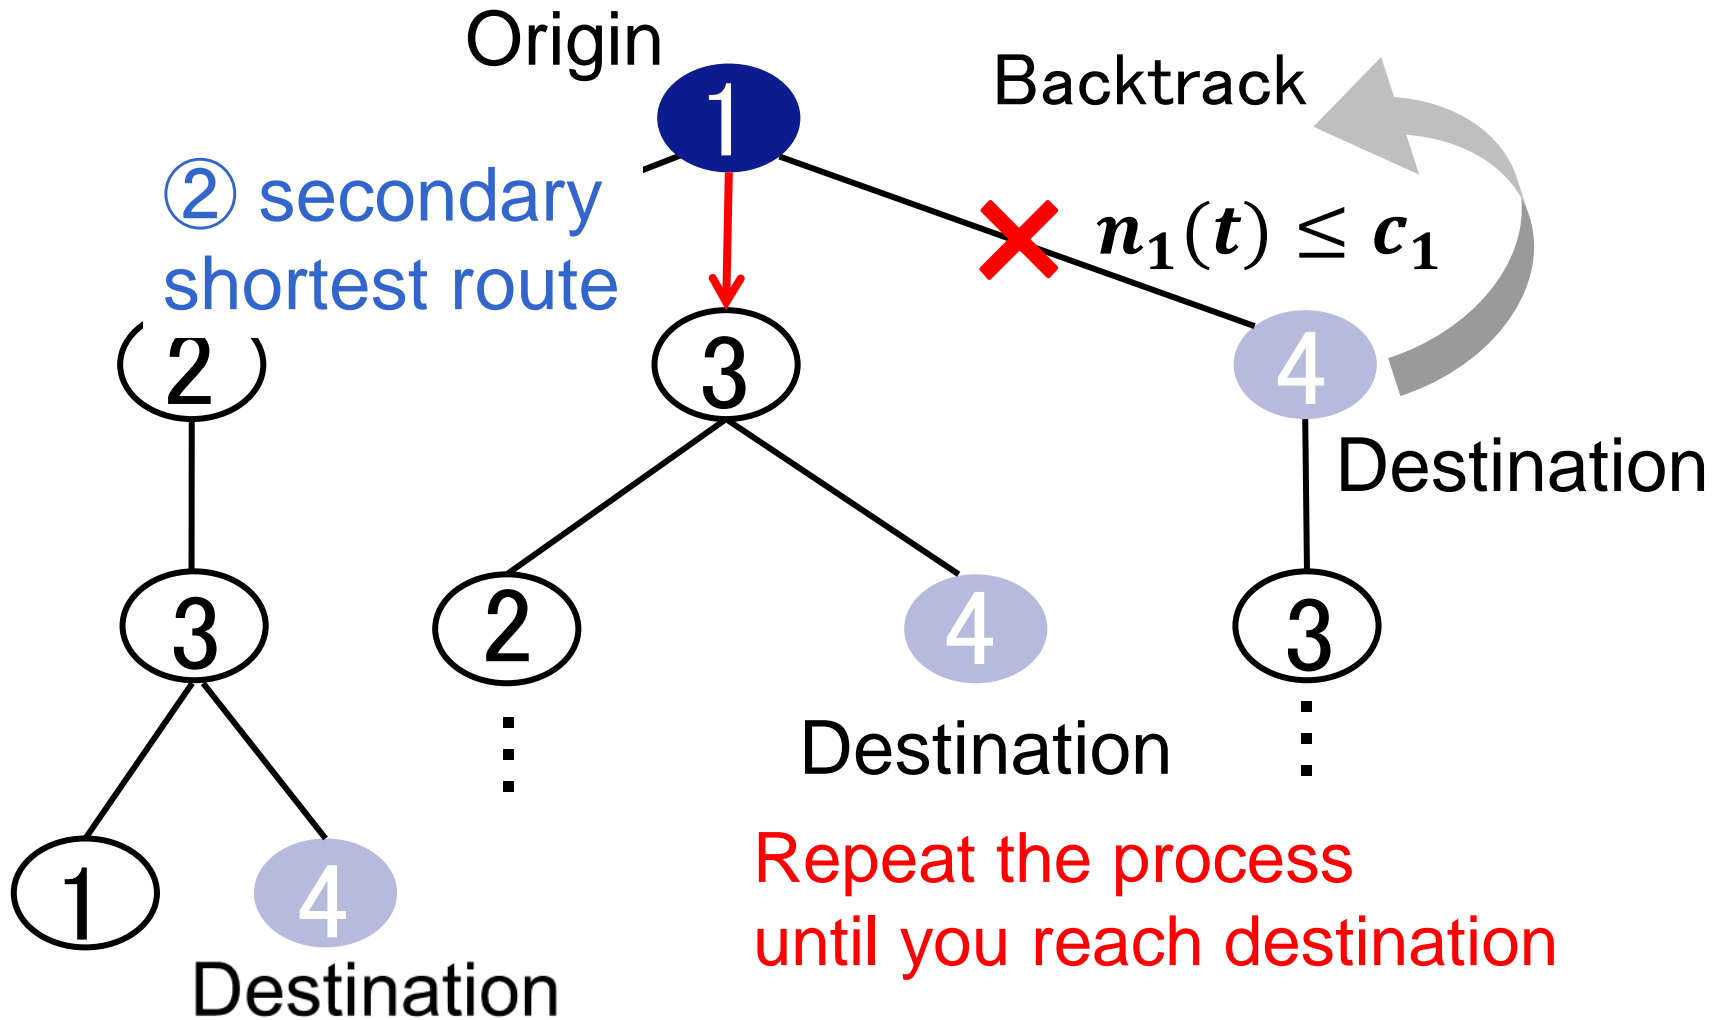 Origin
1
Backtrack
② secondary
shortest route
n₁(t) ≤ c₁
2
3
4
Destination
3
2
4
3
⋮
Destination
⋮
Repeat the process
until you reach destination
1
4
Destination